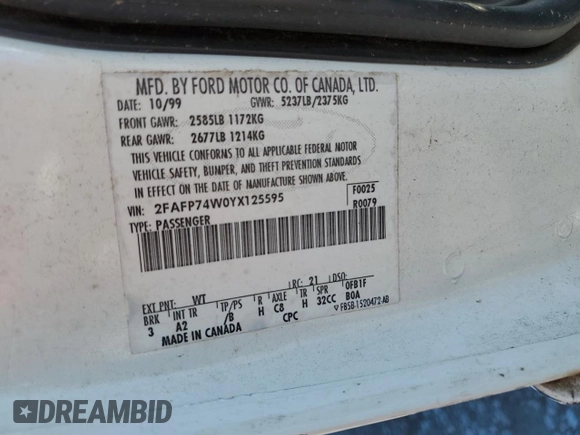 MFD. BY FORD MOTOR CO. OF CANADA, LTD.
DATE: 10/99 GVWR: 5237LB/2375KG
FRONT GAWR: 2585LB 1172KG
REAR GAWR: 2677LB 1214KG
THIS VEHICLE CONFORMS TO ALL APPLICABLE FEDERAL MOTOR
VEHICLE SAFETY, BUMPER, AND THEFT PREVENTION STANDARDS
IN EFFECT ON THE DATE OF MANUFACTURE SHOWN ABOVE.
VIN: 2FAFP74W0YX125595 F0025
TYPE: PASSENGER R0079
EXT PNT: WT RC: 21 DSO:
BRK INT TR TP/PS R AXLE TR SPR 0FB1F
3 A2 /B H C8 H 32CC B0A
MADE IN CANADA CPC F85B-1520472-AB
DREAMBID